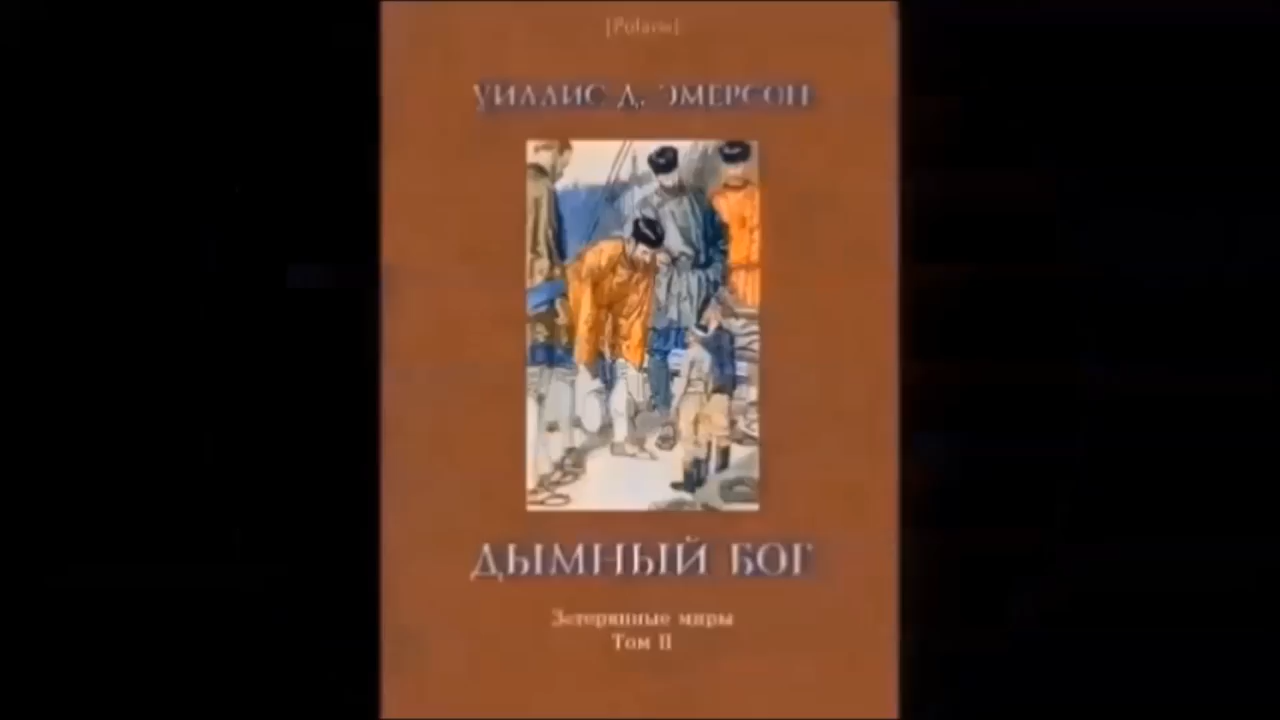 [Polaris]
УИЛЛИС Д. ЭМЕРСОН
ДЫМНЫЙ БОГ
Затерянные миры
Том II